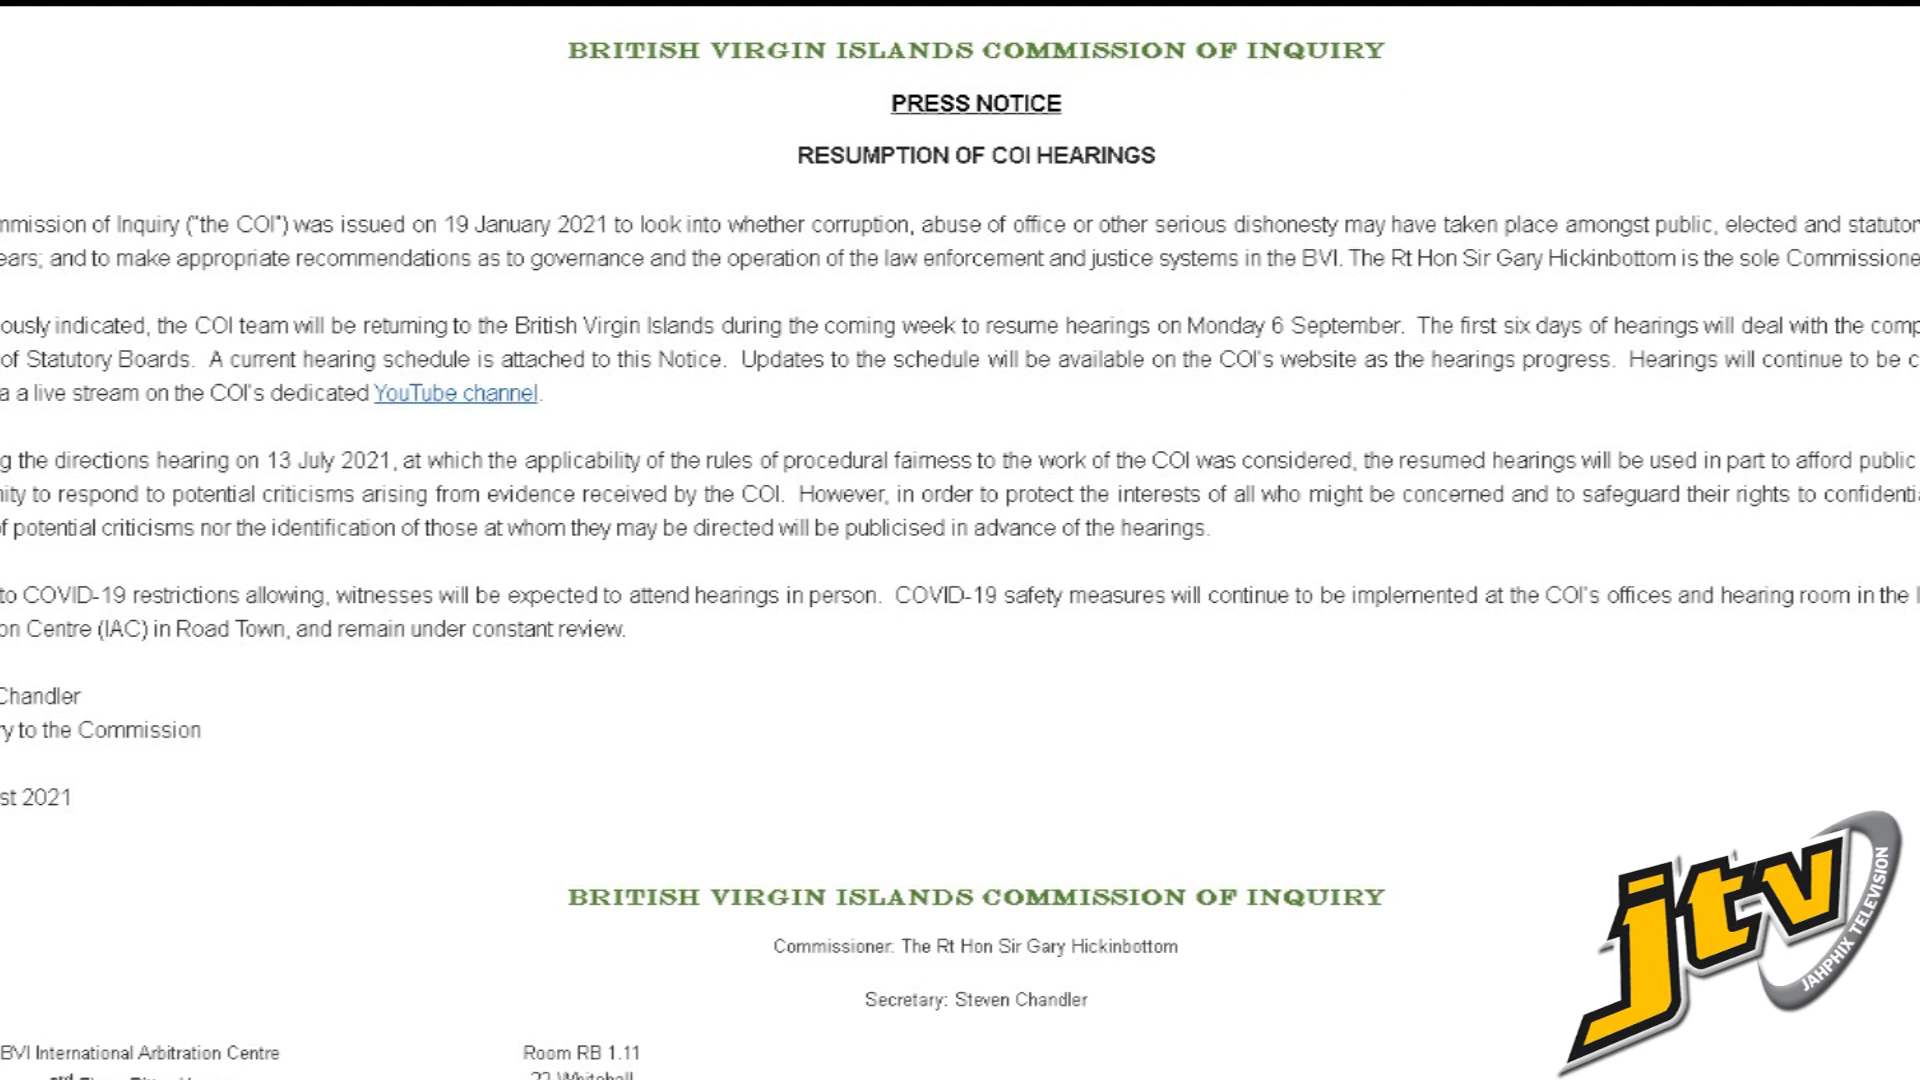 BRITISH VIRGIN ISLANDS COMMISSION OF INQUIRY
PRESS NOTICE
RESUMPTION OF COI HEARINGS
of Inquiry ("the COI") was issued on 19 January 2021 to look into whether corruption, abuse of office or other serious dishonesty may have taken place amongst public, elected and
and to make appropriate recommendations as to governance and the operation of the law enforcement and justice systems in the BVI. The Rt Hon Sir Gary Hickinbottom is the sole
indicated, the COI team will be returning to the British Virgin Islands during the coming week to resume hearings on Monday 6 September. The first six days of hearings will deal with the
of Statutory Boards. A current hearing schedule is attached to this Notice. Updates to the schedule will be available on the COI's website as the hearings progress. Hearings will continue to be
a live stream on the COI's dedicated YouTube channel.
the directions hearing on 13 July 2021, at which the applicability of the rules of procedural fairness to the work of the COI was considered, the resumed hearings will be used in part to afford public
to respond to potential criticisms arising from evidence received by the COI. However, in order to protect the interests of all who might be concerned and to safeguard their rights to
potential criticisms nor the identification of those at whom they may be directed will be publicised in advance of the hearings.
to COVID-19 restrictions allowing, witnesses will be expected to attend hearings in person. COVID-19 safety measures will continue to be implemented at the COI's offices and hearing room in the
Centre (IAC) in Road Town, and remain under constant review.
Chandler
to the Commission
2021
BRITISH VIRGIN ISLANDS COMMISSION OF INQUIRY
Commissioner: The Rt Hon Sir Gary Hickinbottom
Secretary: Steven Chandler
BVI International Arbitration Centre
Room RB 1.11
jtv
JAHPHIX TELEVISION